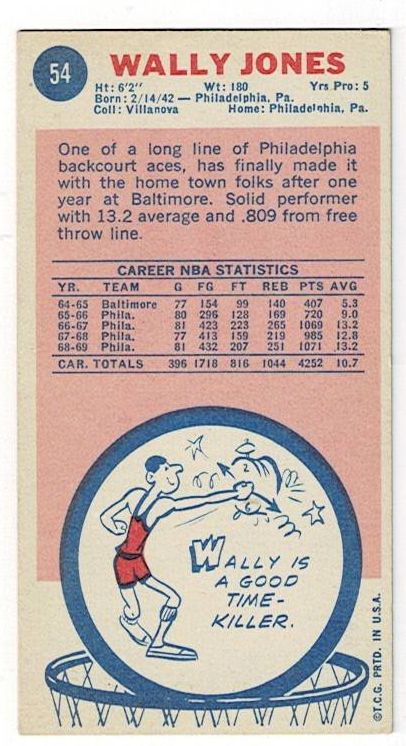 54
WALLY JONES
Ht: 6'2" Wt: 180 Yrs Pro: 5
Born: 2/14/42 — Philadelphia, Pa.
Coll: Villanova Home: Philadelphia, Pa.
One of a long line of Philadelphia
backcourt aces, has finally made it
with the home town folks after one
year at Baltimore. Solid performer
with 13.2 average and .809 from free
throw line.
CAREER NBA STATISTICS
YR. TEAM G FG FT REB PTS AVG
64-65 Baltimore 77 154 99 140 407 5.3
65-66 Phila. 80 296 128 169 720 9.0
66-67 Phila. 81 423 223 265 1069 13.2
67-68 Phila. 77 413 159 219 985 12.8
68-69 Phila. 81 432 207 251 1071 13.2
CAR. TOTALS 396 1718 816 1044 4252 10.7
WALLY IS
A GOOD
TIME-
KILLER.
©T.C.G. PRTD. IN U.S.A.